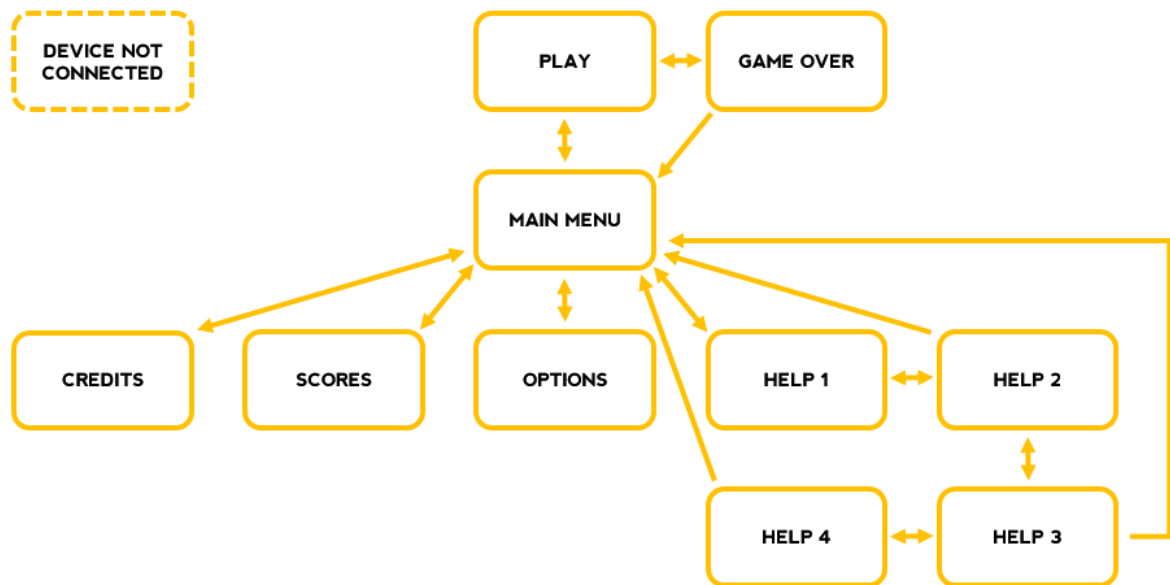 DEVICE NOT
CONNECTED
PLAY
GAME OVER
MAIN MENU
CREDITS
SCORES
OPTIONS
HELP 1
HELP 2
HELP 4
HELP 3